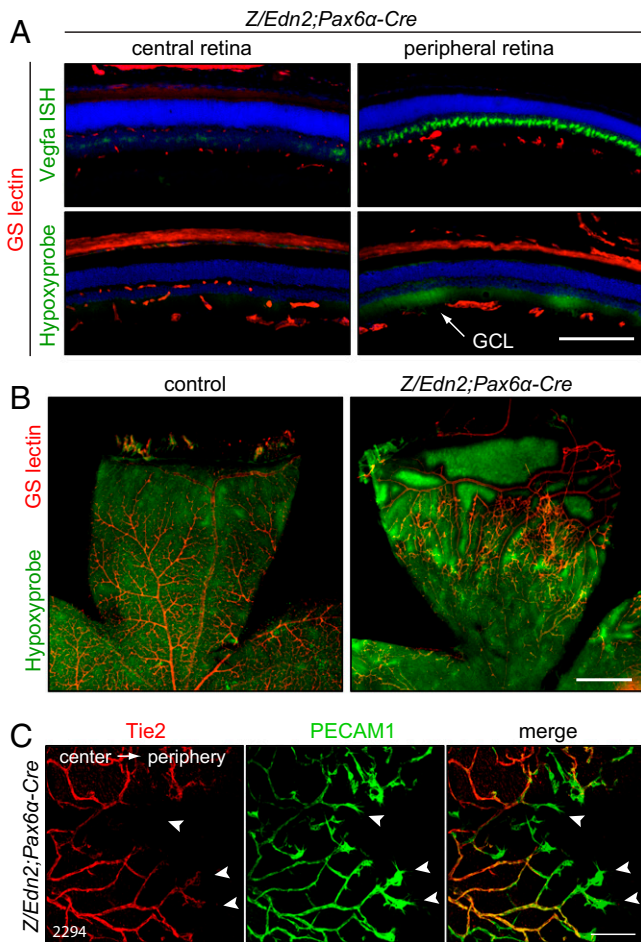 A
Z/Edn2;Pax6α-Cre
central retina
peripheral retina
GS lectin
Vegfa ISH
Hypoxyprobe
GCL
B
control
Z/Edn2;Pax6α-Cre
GS lectin
Hypoxyprobe
C
Tie2
PECAM1
merge
Z/Edn2;Pax6α-Cre
center → periphery
2294